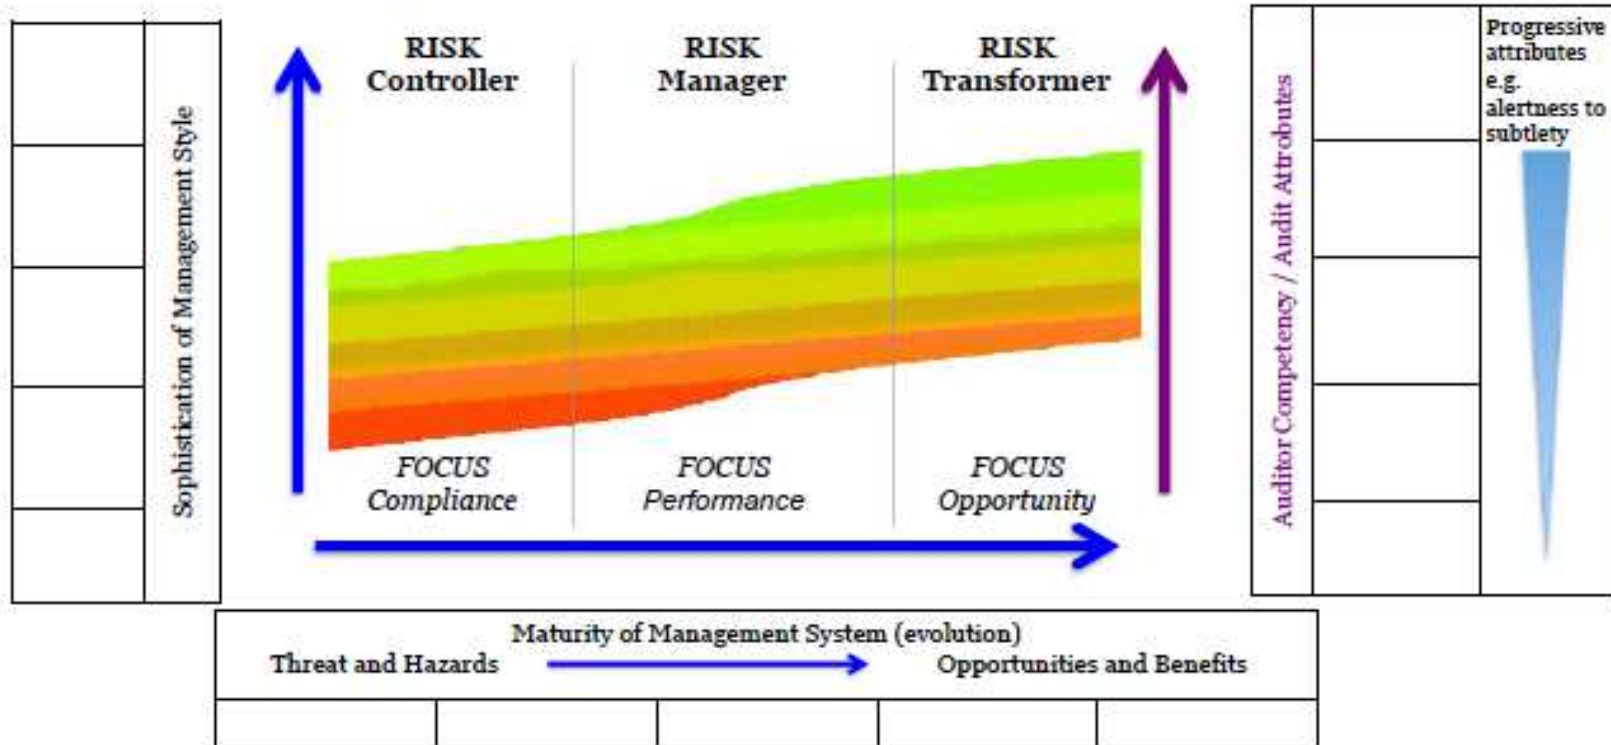 Sophistication of Management Style
RISK
Controller
RISK
Manager
RISK
Transformer
FOCUS
Compliance
FOCUS
Performance
FOCUS
Opportunity
Auditor Competency / Audit Attrobutes
Progressive
attributes
e.g.
alertness to
subtlety
Maturity of Management System (evolution)
Threat and Hazards
Opportunities and Benefits